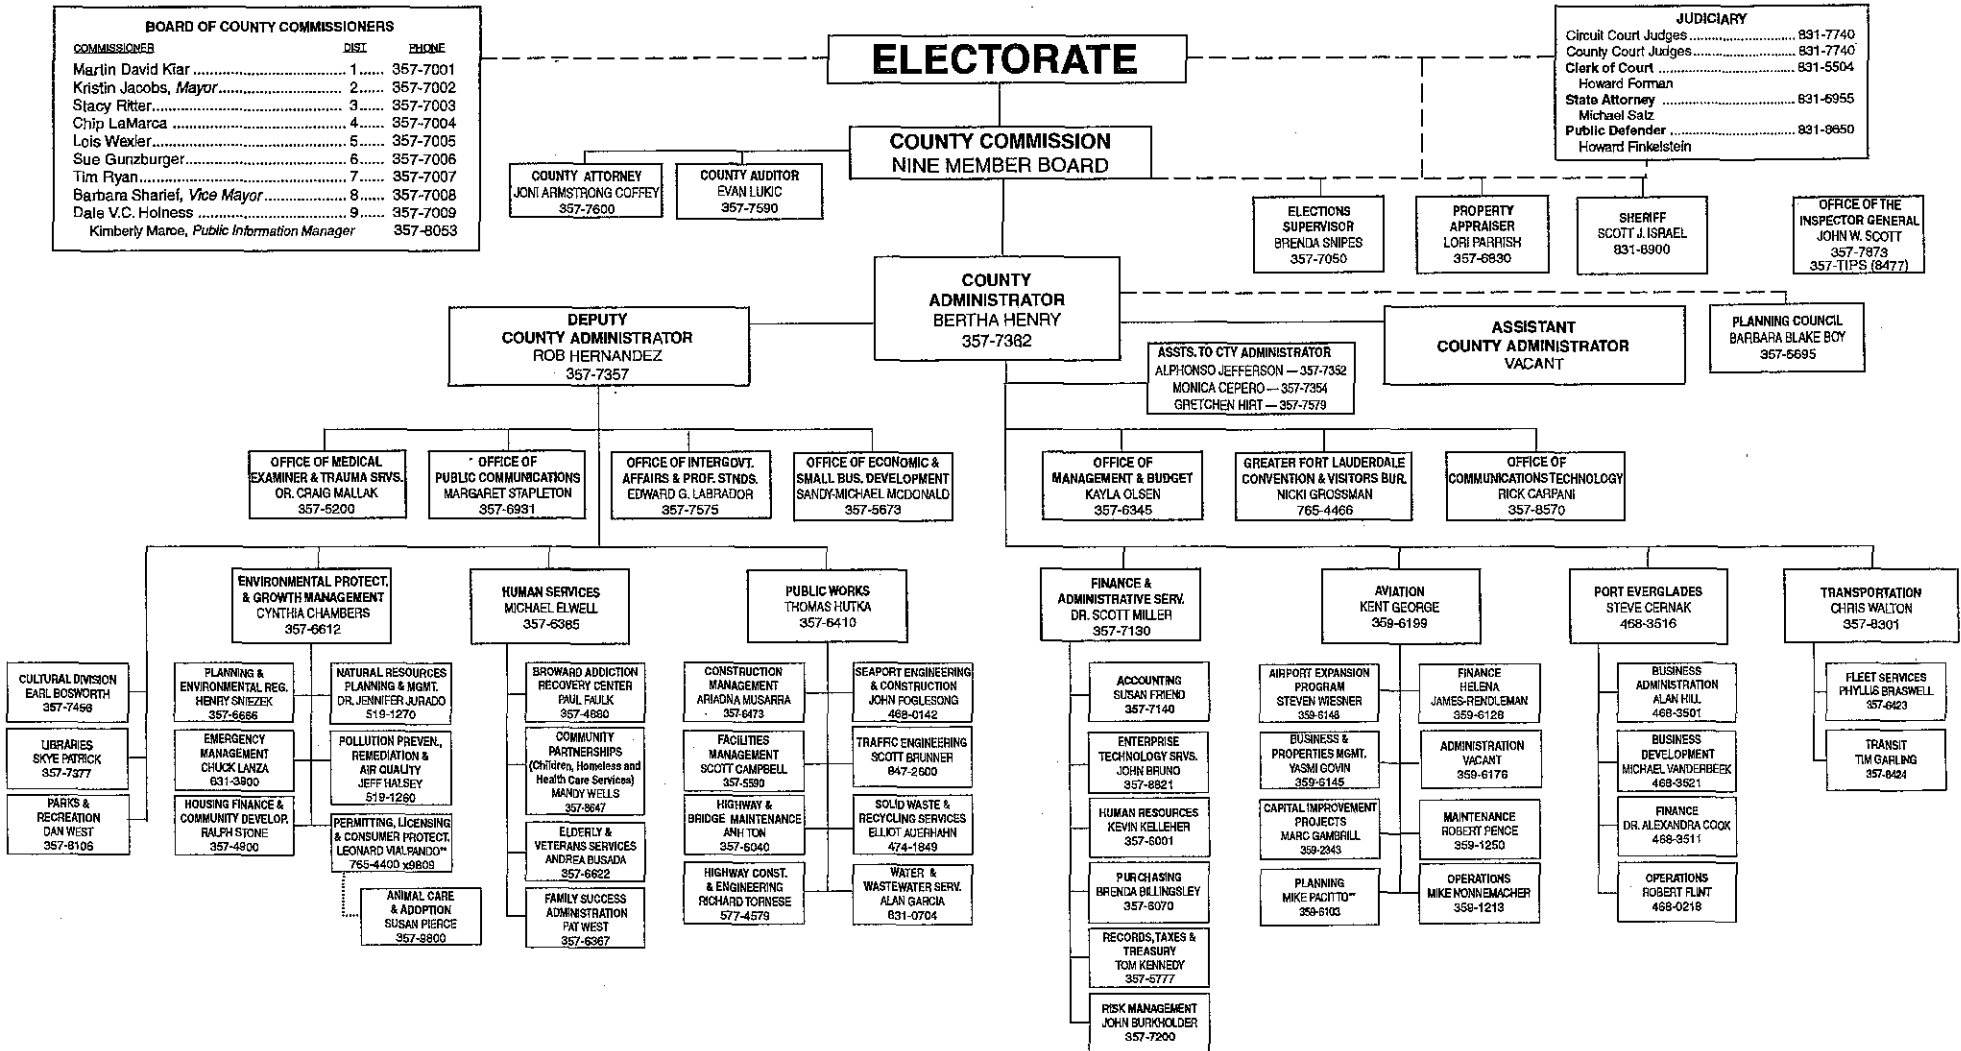 BOARD OF COUNTY COMMISSIONERS
COMMISSIONER DIST PHONE
Martin David Kiar 1 357-7001
Kristin Jacobs, Mayor 2 357-7002
Stacy Ritter 3 357-7003
Chip LaMarca 4 357-7004
Lois Wexler 5 357-7005
Sue Gunzburger 6 357-7006
Tim Ryan 7 357-7007
Barbara Sharief, Vice Mayor 8 357-7008
Dale V.C. Holness 9 357-7009
Kimberly Maroe, Public Information Manager 357-8053
ELECTORATE
JUDICIARY
Circuit Court Judges 831-7740
County Court Judges 831-7740
Clerk of Court 831-5504
Howard Forman
State Attorney 831-6955
Michael Satz
Public Defender 831-8650
Howard Finkelstein
COUNTY COMMISSION
NINE MEMBER BOARD
COUNTY ATTORNEY
JONI ARMSTRONG COFFEY
357-7600
COUNTY AUDITOR
EVAN LUKIC
357-7590
ELECTIONS
SUPERVISOR
BRENDA SNIPES
357-7050
PROPERTY
APPRAISER
LORI PARRISH
357-6830
SHERIFF
SCOTT J. ISRAEL
831-8900
OFFICE OF THE
INSPECTOR GENERAL
JOHN W. SCOTT
357-7873
357-TIPS (8477)
COUNTY
ADMINISTRATOR
BERTHA HENRY
357-7362
DEPUTY
COUNTY ADMINISTRATOR
ROB HERNANDEZ
357-7357
ASSISTANT
COUNTY ADMINISTRATOR
VACANT
PLANNING COUNCIL
BARBARA BLAKE BOY
357-6695
ASSTS. TO CTY ADMINISTRATOR
ALPHONSO JEFFERSON — 357-7352
MONICA CEPERO — 357-7354
GRETCHEN HIRT — 357-7579
OFFICE OF MEDICAL
EXAMINER & TRAUMA SRVS.
DR. CRAIG MALLAK
357-5200
OFFICE OF
PUBLIC COMMUNICATIONS
MARGARET STAPLETON
357-6931
OFFICE OF INTERGOVT.
AFFAIRS & PROF. STNDS.
EDWARD G. LABRADOR
357-7575
OFFICE OF ECONOMIC &
SMALL BUS. DEVELOPMENT
SANDY-MICHAEL MCDONALD
357-5673
OFFICE OF
MANAGEMENT & BUDGET
KAYLA OLSEN
357-6345
GREATER FORT LAUDERDALE
CONVENTION & VISITORS BUR.
NICKI GROSSMAN
765-4466
OFFICE OF
COMMUNICATIONS TECHNOLOGY
RICK CARPANI
357-8570
ENVIRONMENTAL PROTECT.
& GROWTH MANAGEMENT
CYNTHIA CHAMBERS
357-6612
HUMAN SERVICES
MICHAEL ELWELL
357-6385
PUBLIC WORKS
THOMAS HUTKA
357-6410
FINANCE &
ADMINISTRATIVE SERV.
DR. SCOTT MILLER
357-7130
AVIATION
KENT GEORGE
359-6199
PORT EVERGLADES
STEVE CERNAK
468-3516
TRANSPORTATION
CHRIS WALTON
357-8301
CULTURAL DIVISION
EARL BOSWORTH
357-7456
LIBRARIES
SKYE PATRICK
357-7377
PARKS &
RECREATION
DAN WEST
357-8106
PLANNING &
ENVIRONMENTAL REG.
HENRY SNIEZEK
357-6666
EMERGENCY
MANAGEMENT
CHUCK LANZA
831-3900
HOUSING FINANCE &
COMMUNITY DEVELOP.
RALPH STONE
357-4900
NATURAL RESOURCES
PLANNING & MGMT.
DR. JENNIFER JURADO
519-1270
POLLUTION PREVEN.,
REMEDIATION &
AIR QUALITY
JEFF HALSEY
519-1260
PERMITTING, LICENSING
& CONSUMER PROTECT.
LEONARD VIALPANDO**
765-4400 x9809
ANIMAL CARE
& ADOPTION
SUSAN PIERCE
357-9800
BROWARD ADDICTION
RECOVERY CENTER
PAUL FAULK
357-4880
COMMUNITY
PARTNERSHIPS
(Children, Homeless and
Health Care Services)
MANDY WELLS
357-8647
ELDERLY &
VETERANS SERVICES
ANDREA BUSADA
357-6622
FAMILY SUCCESS
ADMINISTRATION
PAT WEST
357-6367
CONSTRUCTION
MANAGEMENT
ARIADNA MUSARRA
357-6473
FACILITIES
MANAGEMENT
SCOTT CAMPBELL
357-5590
HIGHWAY &
BRIDGE MAINTENANCE
ANH TON
357-6040
HIGHWAY CONST.
& ENGINEERING
RICHARD TORNESE
577-4579
SEAPORT ENGINEERING
& CONSTRUCTION
JOHN FOGLESONG
468-0142
TRAFFIC ENGINEERING
SCOTT BRUNNER
847-2600
SOLID WASTE &
RECYCLING SERVICES
ELLIOT AUERHAHN
474-1849
WATER &
WASTEWATER SERV.
ALAN GARCIA
831-0704
ACCOUNTING
SUSAN FRIEND
357-7140
ENTERPRISE
TECHNOLOGY SRVS.
JOHN BRUNO
357-8821
HUMAN RESOURCES
KEVIN KELLEHER
357-6001
PURCHASING
BRENDA BILLINGSLEY
357-6070
RECORDS, TAXES &
TREASURY
TOM KENNEDY
357-5777
RISK MANAGEMENT
JOHN BURKHOLDER
357-7200
AIRPORT EXPANSION
PROGRAM
STEVEN WIESNER
359-6148
BUSINESS &
PROPERTIES MGMT.
YASMI GOVIN
359-6145
CAPITAL IMPROVEMENT
PROJECTS
MARC GAMBRILL
359-2343
PLANNING
MIKE PACITTO**
359-6103
FINANCE
HELENA
JAMES-RENDLEMAN
359-6128
ADMINISTRATION
VACANT
359-6176
MAINTENANCE
ROBERT PENCE
359-1250
OPERATIONS
MIKE NONNEMACHER
359-1213
BUSINESS
ADMINISTRATION
ALAN HILL
468-3501
BUSINESS
DEVELOPMENT
MICHAEL VANDERBEEK
468-3521
FINANCE
DR. ALEXANDRA COOK
468-3511
OPERATIONS
ROBERT FLINT
468-0218
FLEET SERVICES
PHYLLIS BRASWELL
357-6423
TRANSIT
TIM GARLING
357-8424